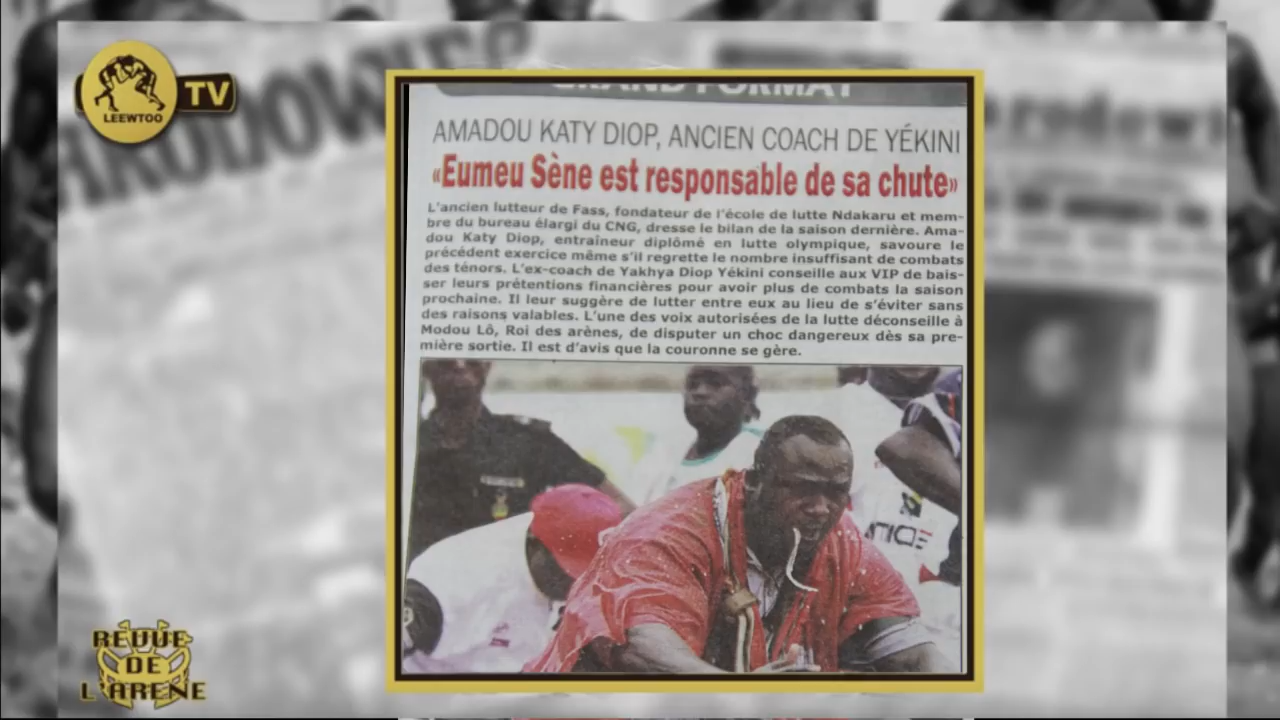 LEEWTOO
TV
GRAND FORMAT
AMADOU KATY DIOP, ANCIEN COACH DE YÉKINI
«Eumeu Sène est responsable de sa chute»
L'ancien lutteur de Fass, fondateur de l'école de lutte Ndakaru et mem-
bre du bureau élargi du CNG, dresse le bilan de la saison dernière. Ama-
dou Katy Diop, entraîneur diplômé en lutte olympique, savoure le
précédent exercice même s'il regrette le nombre insuffisant de combats
des ténors. L'ex-coach de Yakhya Diop Yékini conseille aux VIP de bais-
ser leurs prétentions financières pour avoir plus de combats la saison
prochaine. Il leur suggère de lutter entre eux au lieu de s'éviter sans
des raisons valables. L'une des voix autorisées de la lutte déconseille à
Modou Lô, Roi des arènes, de disputer un choc dangereux dès sa pre-
mière sortie. Il est d'avis que la couronne se gère.
REVUE
DE
L'ARENE